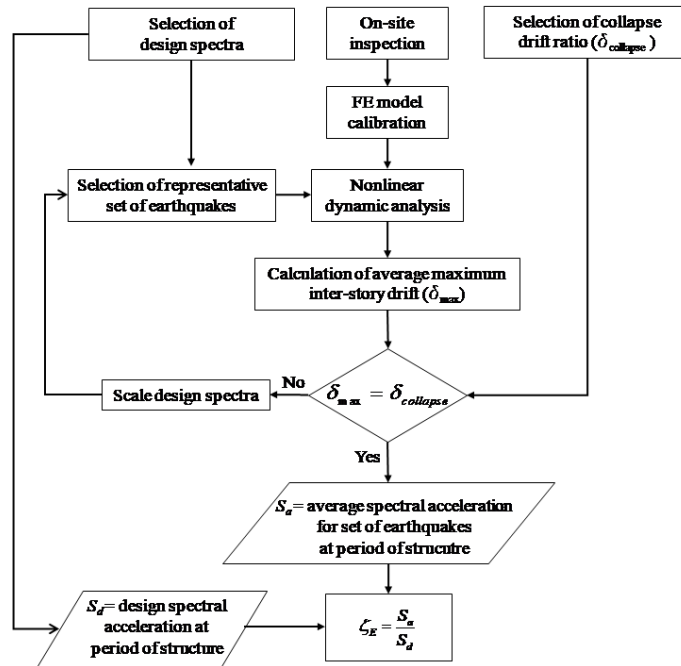 Selection of
design spectra
On-site
inspection
Selection of collapse
drift ratio (δcollapse )
FE model
calibration
Selection of representative
set of earthquakes
Nonlinear
dynamic analysis
Calculation of average maximum
inter-story drift (δmax)
Scale design spectra
No
δmax = δcollapse
Yes
Sa= average spectral acceleration
for set of earthquakes
at period of strucutre
Sd= design spectral
acceleration at
period of structure
ζE = Sa
Sd